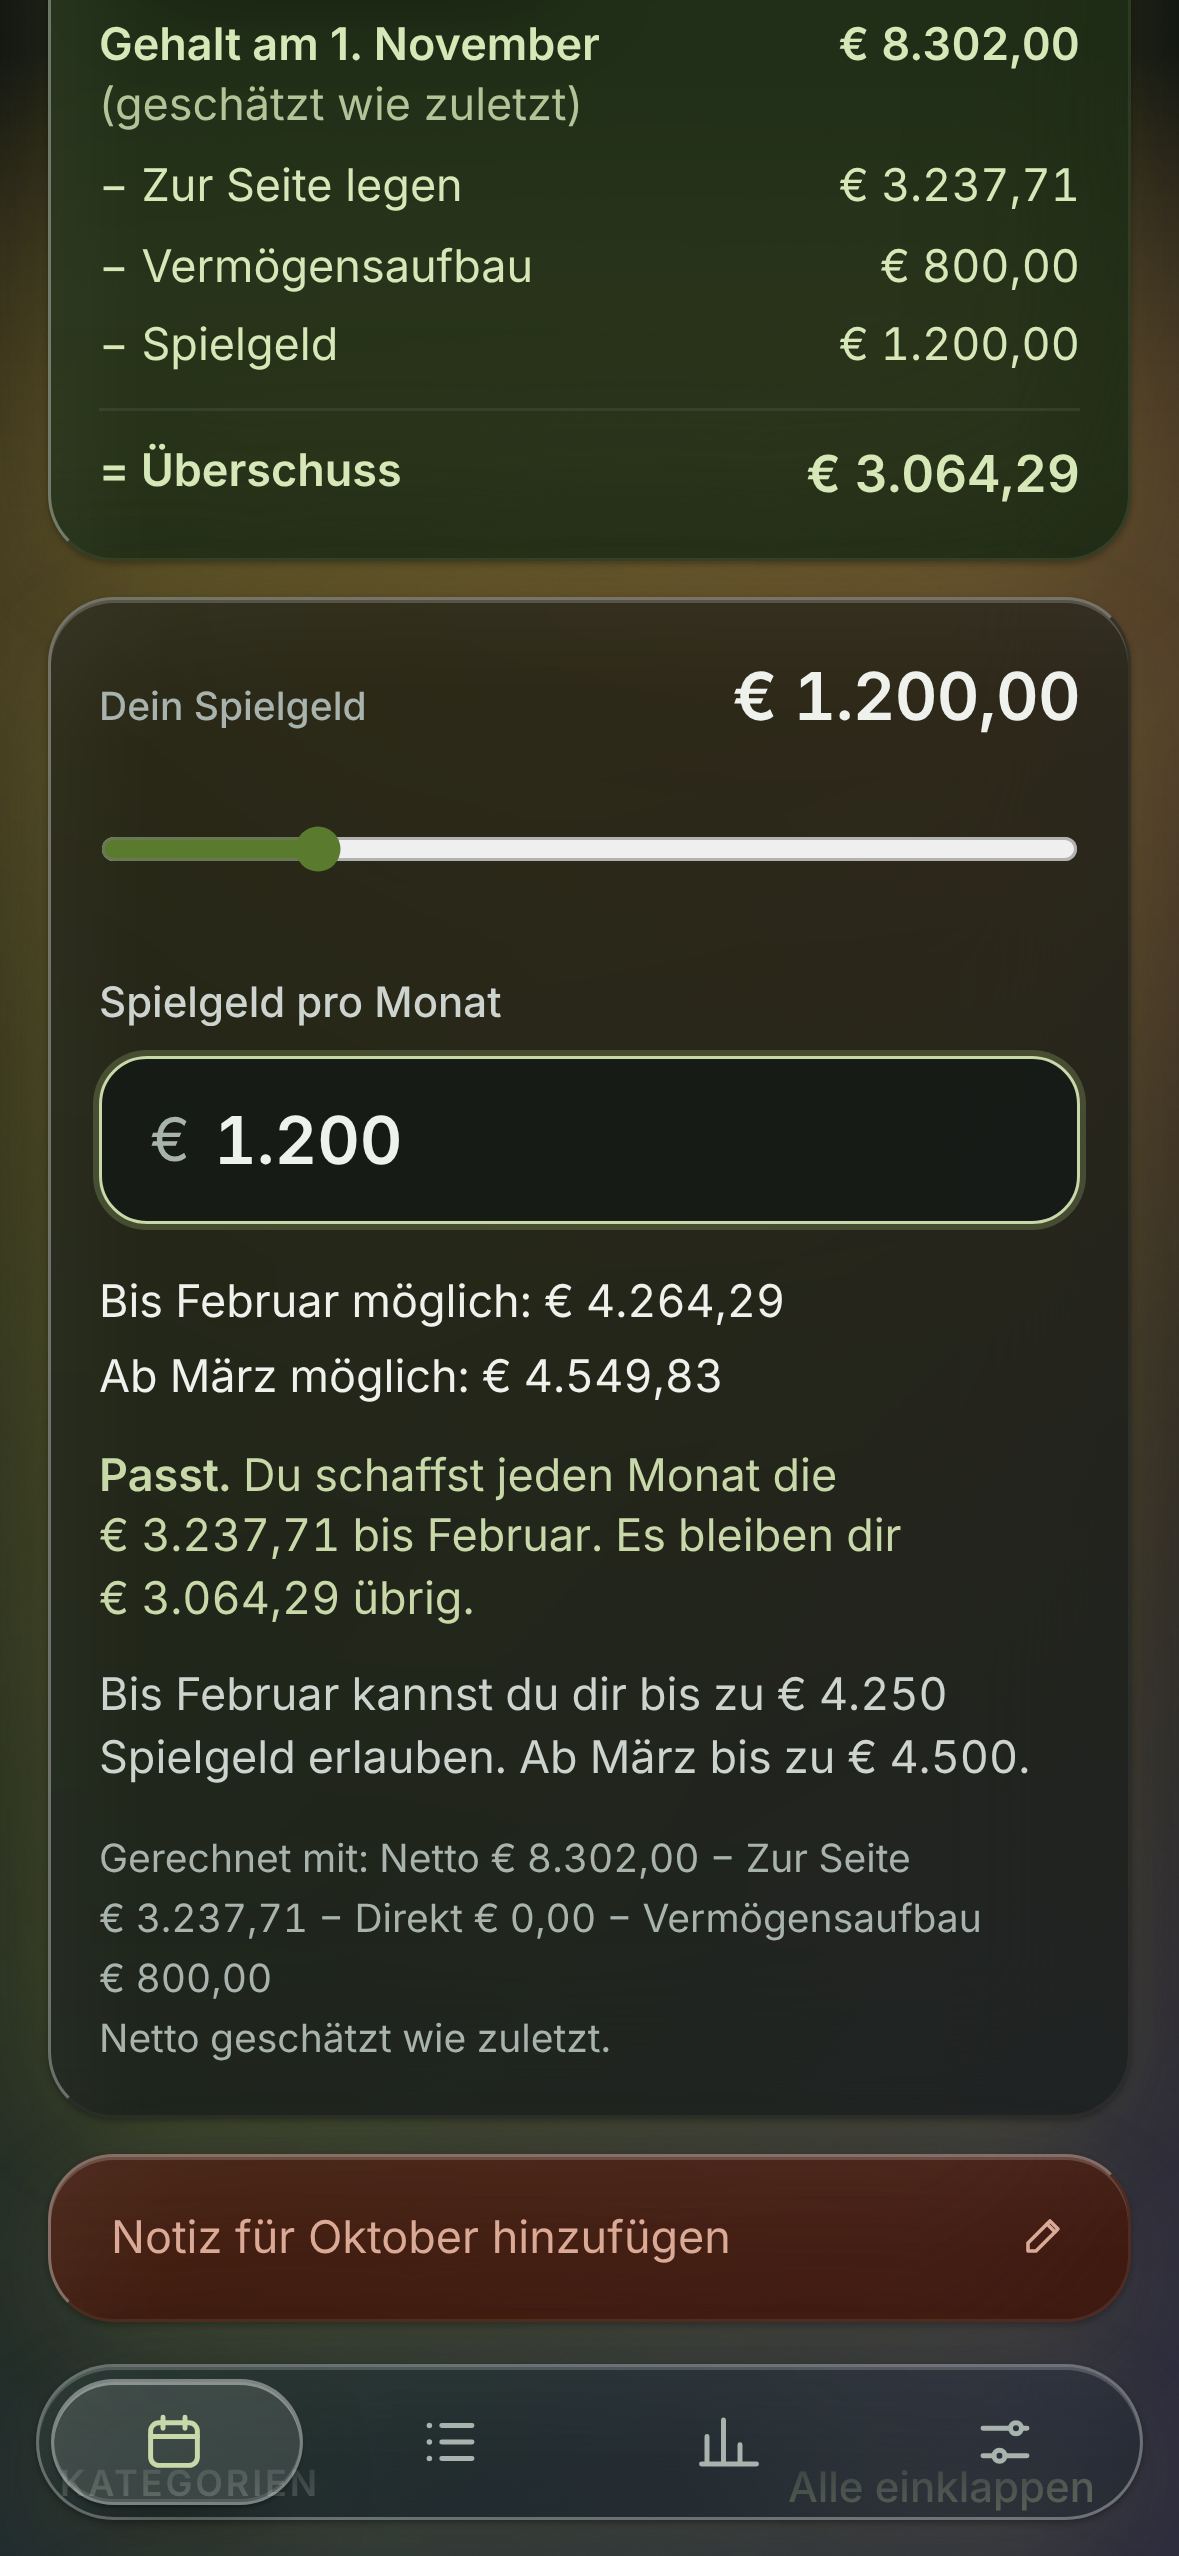 Gehalt am 1. November € 8.302,00
(geschätzt wie zuletzt)
– Zur Seite legen € 3.237,71
– Vermögensaufbau € 800,00
– Spielgeld € 1.200,00
= Überschuss € 3.064,29
Dein Spielgeld € 1.200,00
Spielgeld pro Monat
€ 1.200
Bis Februar möglich: € 4.264,29
Ab März möglich: € 4.549,83
Passt. Du schaffst jeden Monat die
€ 3.237,71 bis Februar. Es bleiben dir
€ 3.064,29 übrig.
Bis Februar kannst du dir bis zu € 4.250
Spielgeld erlauben. Ab März bis zu € 4.500.
Gerechnet mit: Netto € 8.302,00 − Zur Seite
€ 3.237,71 − Direkt € 0,00 − Vermögensaufbau
€ 800,00
Netto geschätzt wie zuletzt.
Notiz für Oktober hinzufügen
KATEGORIEN Alle einklappen